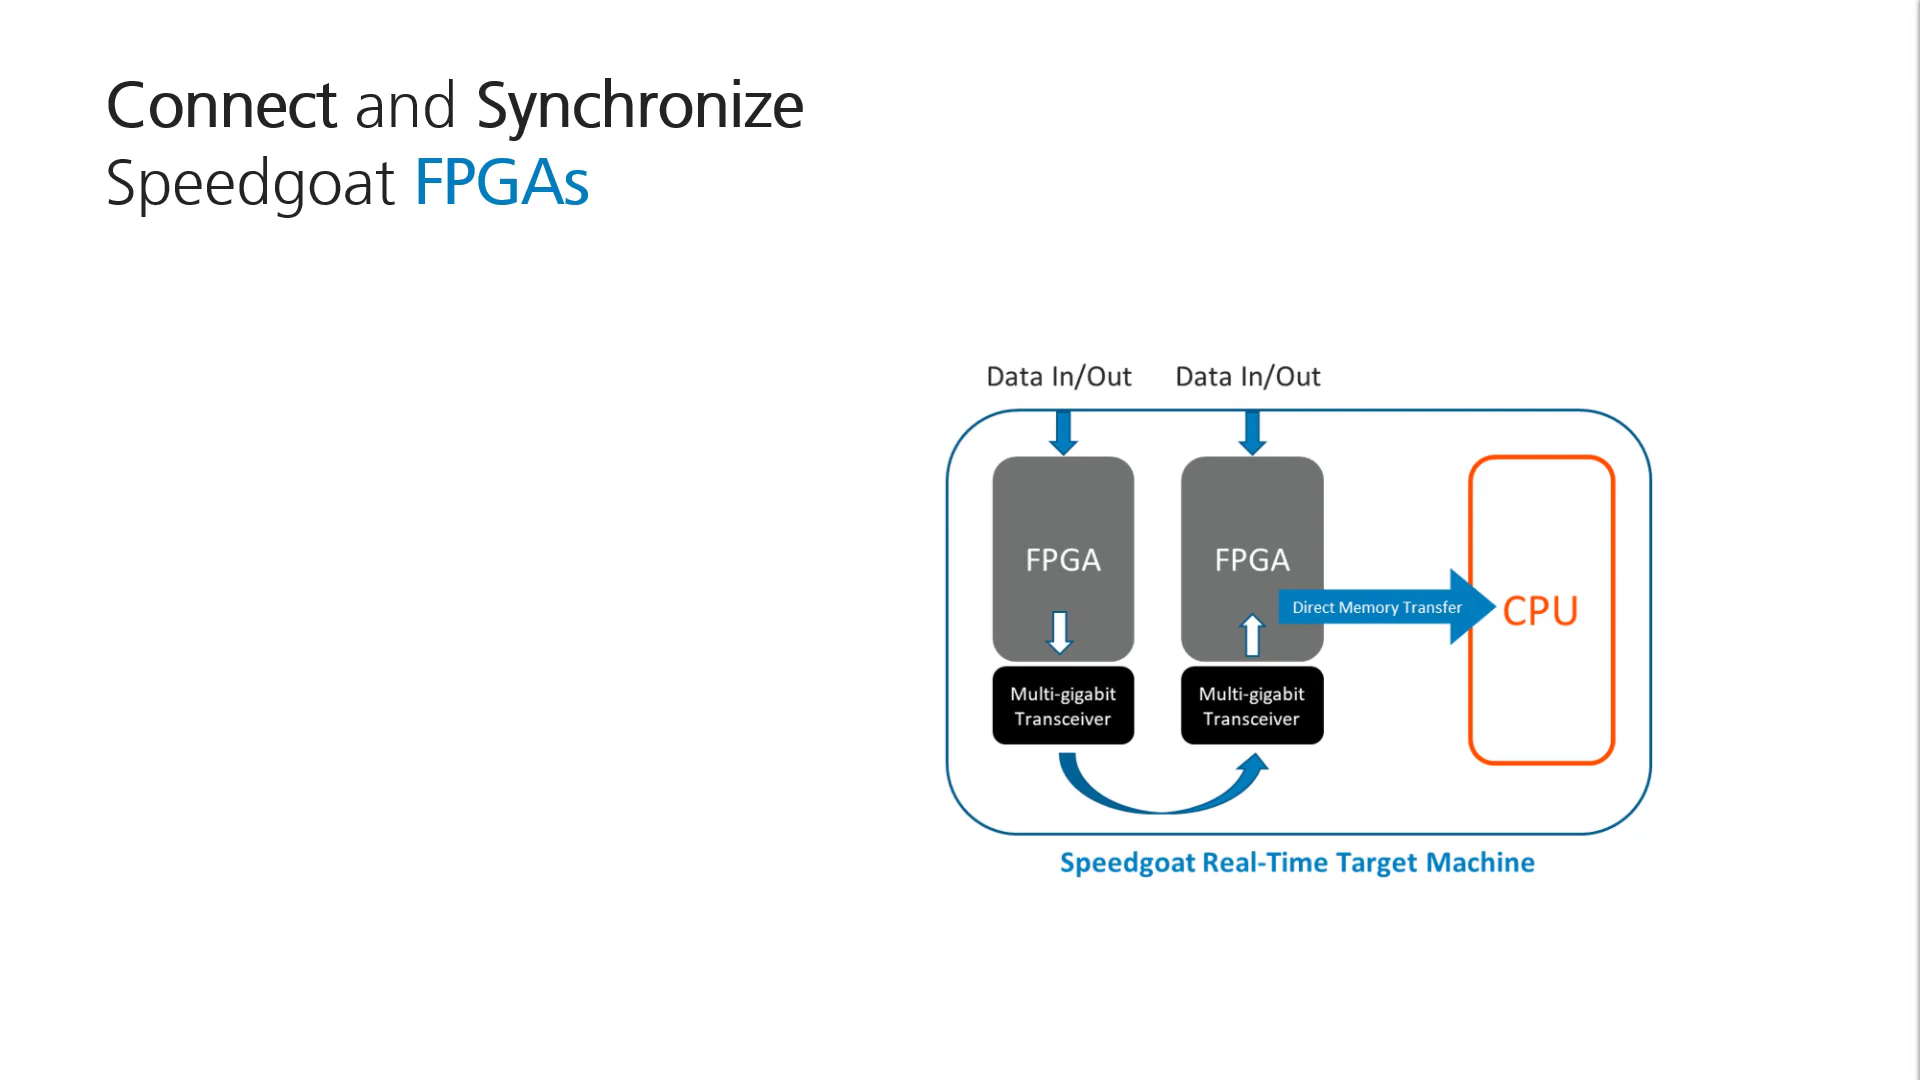 Connect and Synchronize
Speedgoat FPGAs
Data In/Out Data In/Out
FPGA FPGA
Direct Memory Transfer CPU
Multi-gigabit Multi-gigabit
Transceiver Transceiver
Speedgoat Real-Time Target Machine